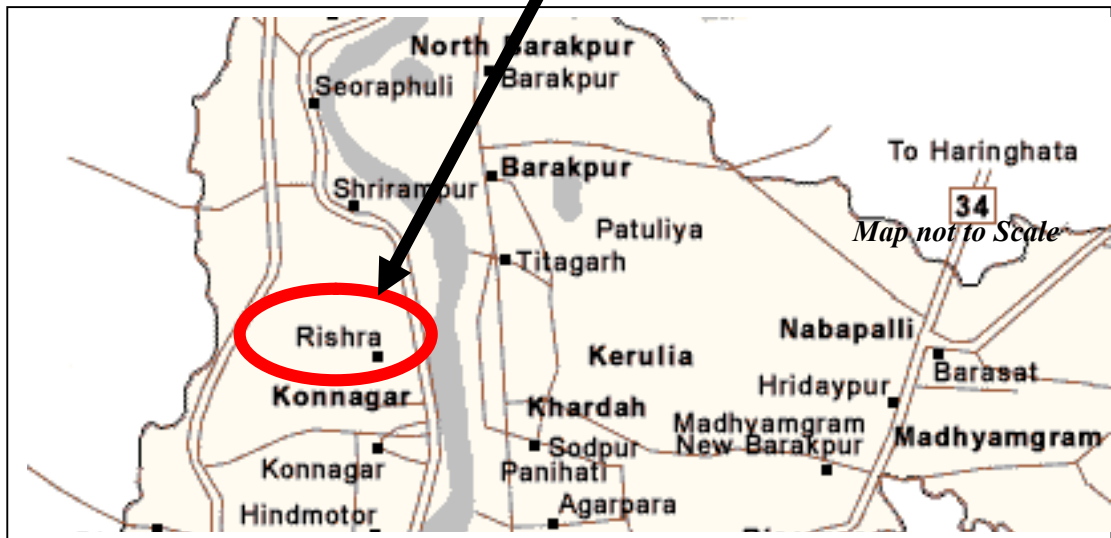 North Barakpur
Barakpur
Seoraphuli
To Haringhata
Barakpur
Shrirampur
34
Patuliya
Map not to Scale
Titagarh
Rishra
Nabapalli
Kerulia
Barasat
Hridaypur
Konnagar
Khardah
Madhyamgram
New Barakpur
Madhyamgram
Sodpur
Konnagar
Panihati
Agarpara
Hindmotor